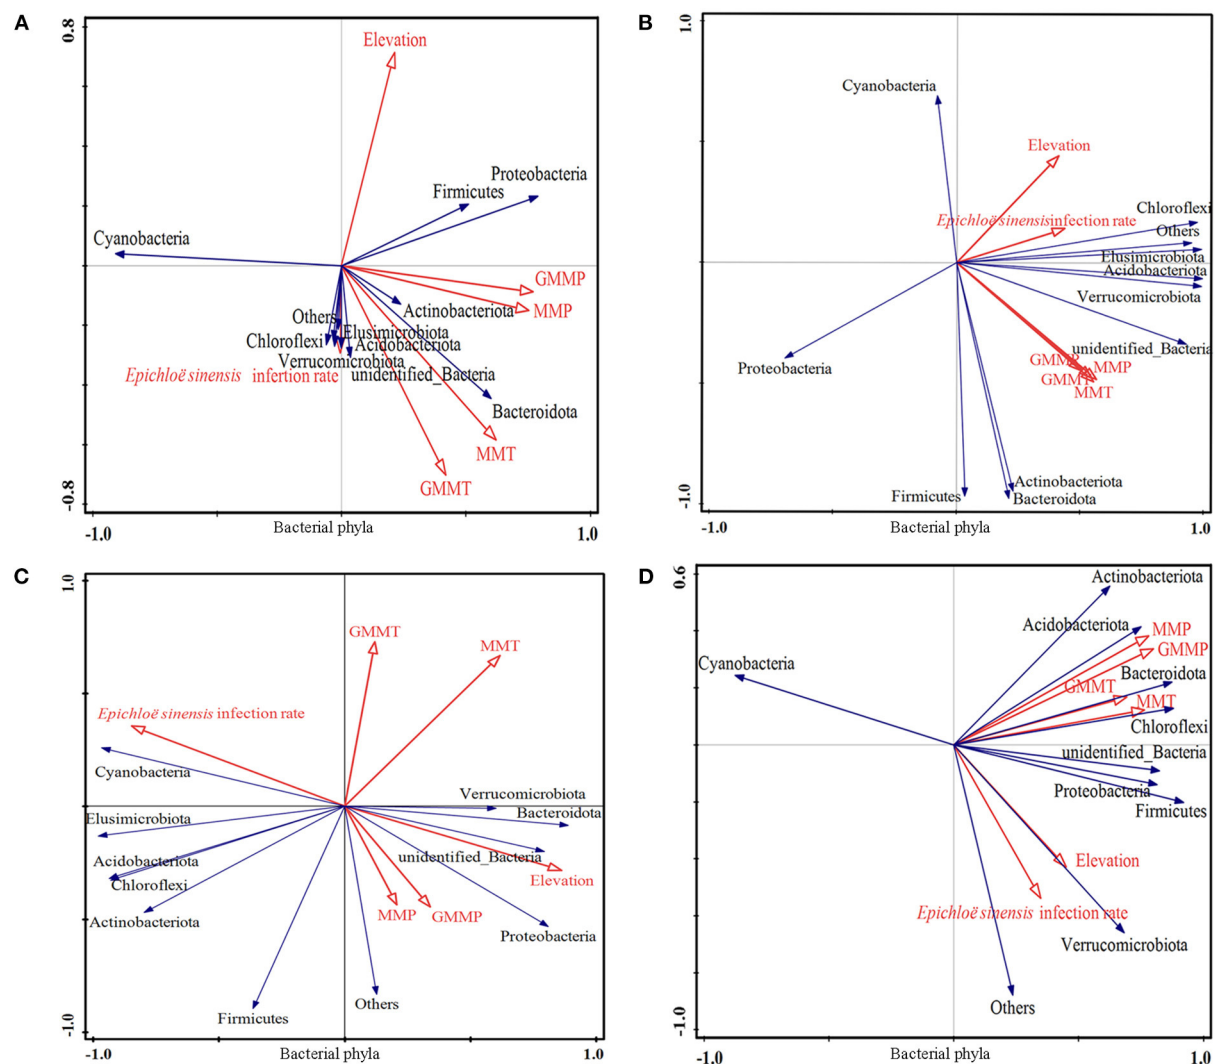 A
0.8
Elevation
Proteobacteria
Firmicutes
Cyanobacteria
GMMP
MMP
Actinobacteriota
Others
Elusimicrobiota
Chloroflexi
Acidobacteriota
Verrucomicrobiota
Epichloë sinensis infertion rate
unidentified_Bacteria
Bacteroidota
MMT
GMMT
-0.8
-1.0
Bacterial phyla
1.0
B
1.0
Cyanobacteria
Elevation
Chloroflexi
Epichloë sinensis infection rate
Others
Elusimicrobiota
Acidobacteriota
Verrucomicrobiota
unidentified_Bacteria
GMMP
MMP
Proteobacteria
GMMT
MMT
Actinobacteriota
Firmicutes
Bacteroidota
-1.0
-1.0
Bacterial phyla
1.0
C
1.0
GMMT
MMT
Epichloë sinensis infection rate
Cyanobacteria
Verrucomicrobiota
Elusimicrobiota
Bacteroidota
Acidobacteriota
unidentified_Bacteria
Chloroflexi
Elevation
Actinobacteriota
MMP
GMMP
Proteobacteria
Others
Firmicutes
-1.0
-1.0
Bacterial phyla
1.0
D
0.6
Actinobacteriota
Acidobacteriota
MMP
GMMP
Cyanobacteria
Bacteroidota
GMMT
MMT
Chloroflexi
unidentified_Bacteria
Proteobacteria
Firmicutes
Elevation
Epichloë sinensis infection rate
Verrucomicrobiota
Others
-1.0
-1.0
Bacterial phyla
1.0